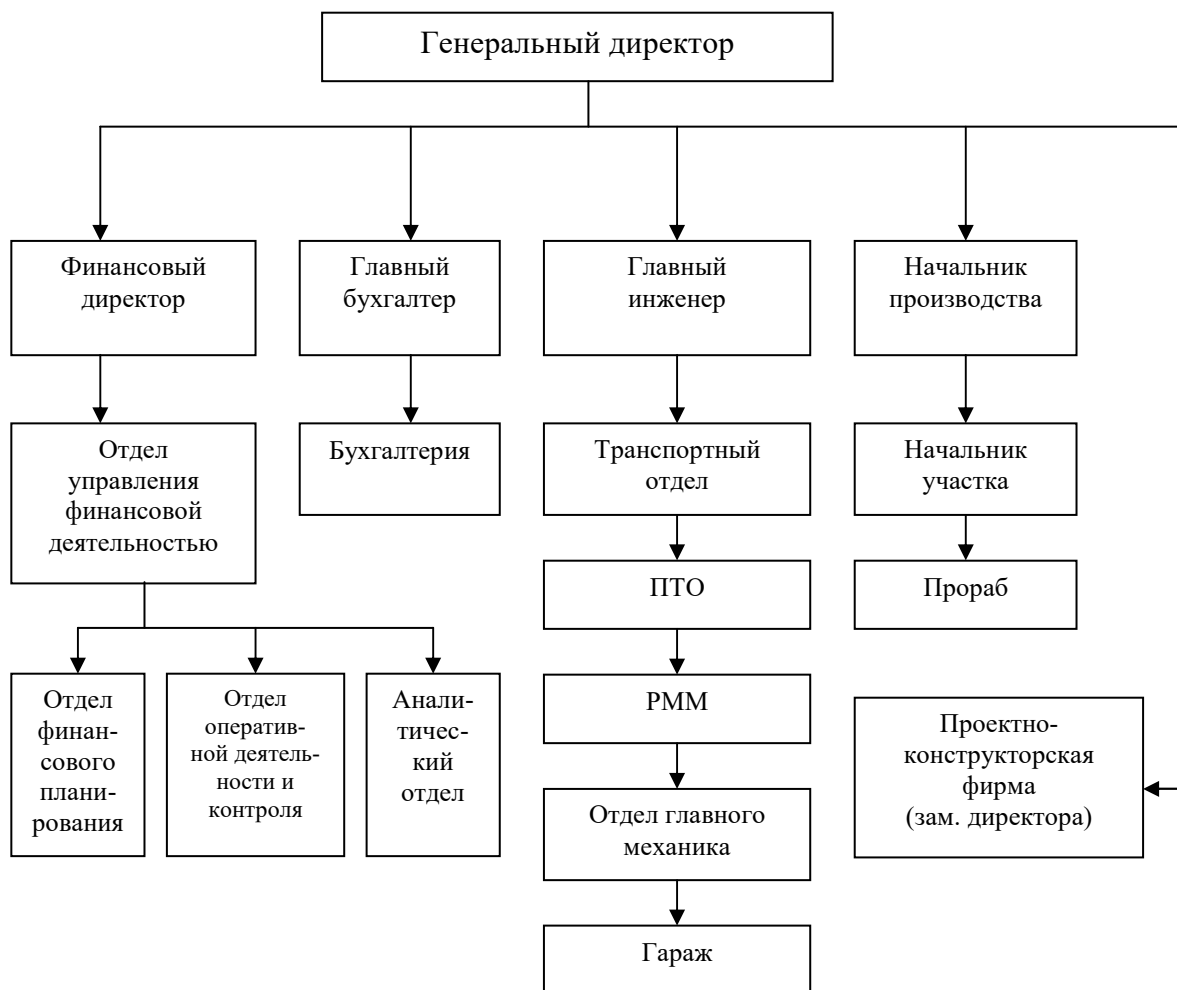 Генеральный директор
Финансовый
директор
Главный
бухгалтер
Главный
инженер
Начальник
производства
Отдел
управления
финансовой
деятельностью
Бухгалтерия
Транспортный
отдел
Начальник
участка
ПТО
Прораб
Отдел
финан-
сового
плани-
рования
Отдел
оператив-
ной деятель-
ности и
контроля
Анали-
тичес-
кий
отдел
РММ
Проектно-
конструкторская
фирма
(зам. директора)
Отдел главного
механика
Гараж